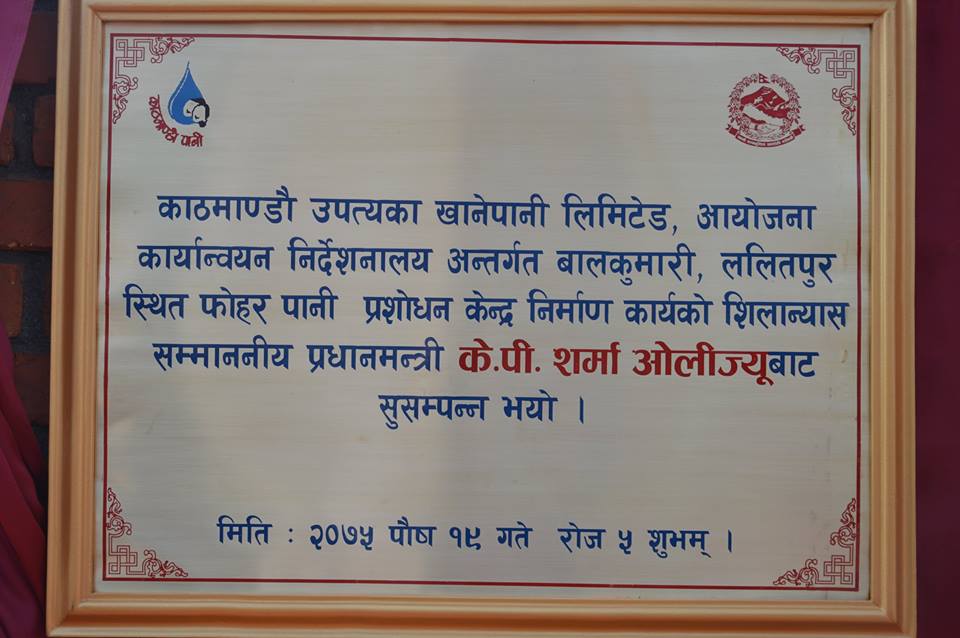 काठमाण्डौ पानी
काठमाण्डौ उपत्यका खानेपानी लिमिटेड, आयोजना
कार्यान्वयन निर्देशनालय अन्तर्गत बालकुमारी, ललितपुर
स्थित फोहर पानी प्रशोधन केन्द्र निर्माण कार्यको शिलान्यास
सम्माननीय प्रधानमन्त्री के.पी. शर्मा ओलीज्यूबाट
सुसम्पन्न भयो ।
मिति : २०७५ पौष १९ गते रोज ५ शुभम् ।